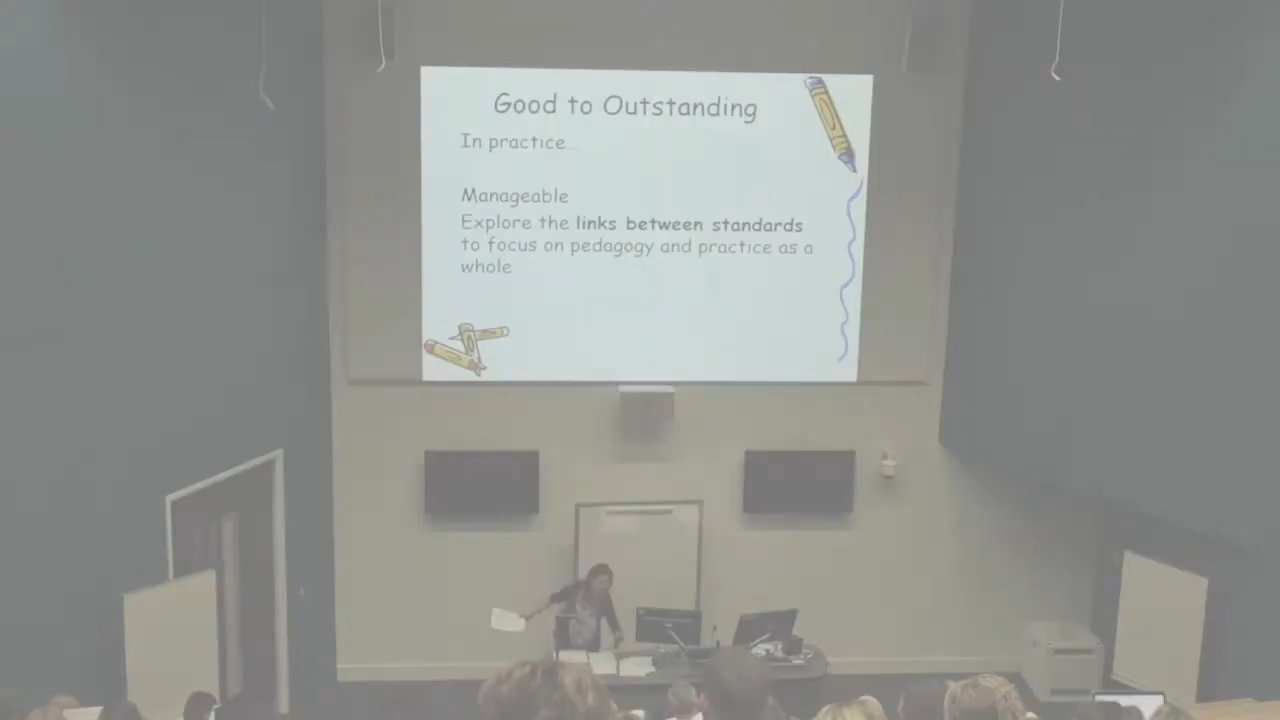 Good to Outstanding
In practice…
Manageable
Explore the links between standards
to focus on pedagogy and practice as a
whole